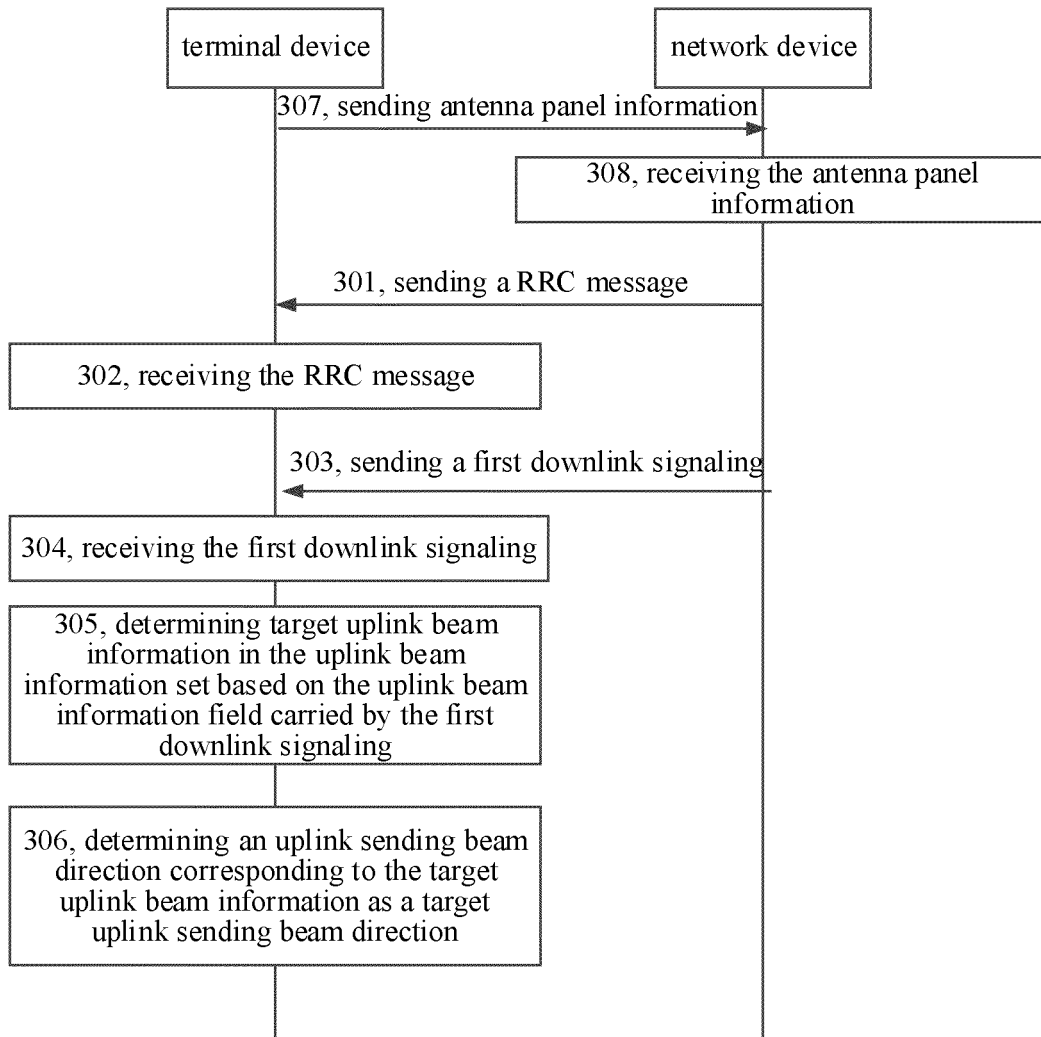 terminal device
network device
307, sending antenna panel information
308, receiving the antenna panel
information
301, sending a RRC message
302, receiving the RRC message
303, sending a first downlink signaling
304, receiving the first downlink signaling
305, determining target uplink beam
information in the uplink beam
information set based on the uplink beam
information field carried by the first
downlink signaling
306, determining an uplink sending beam
direction corresponding to the target
uplink beam information as a target
uplink sending beam direction